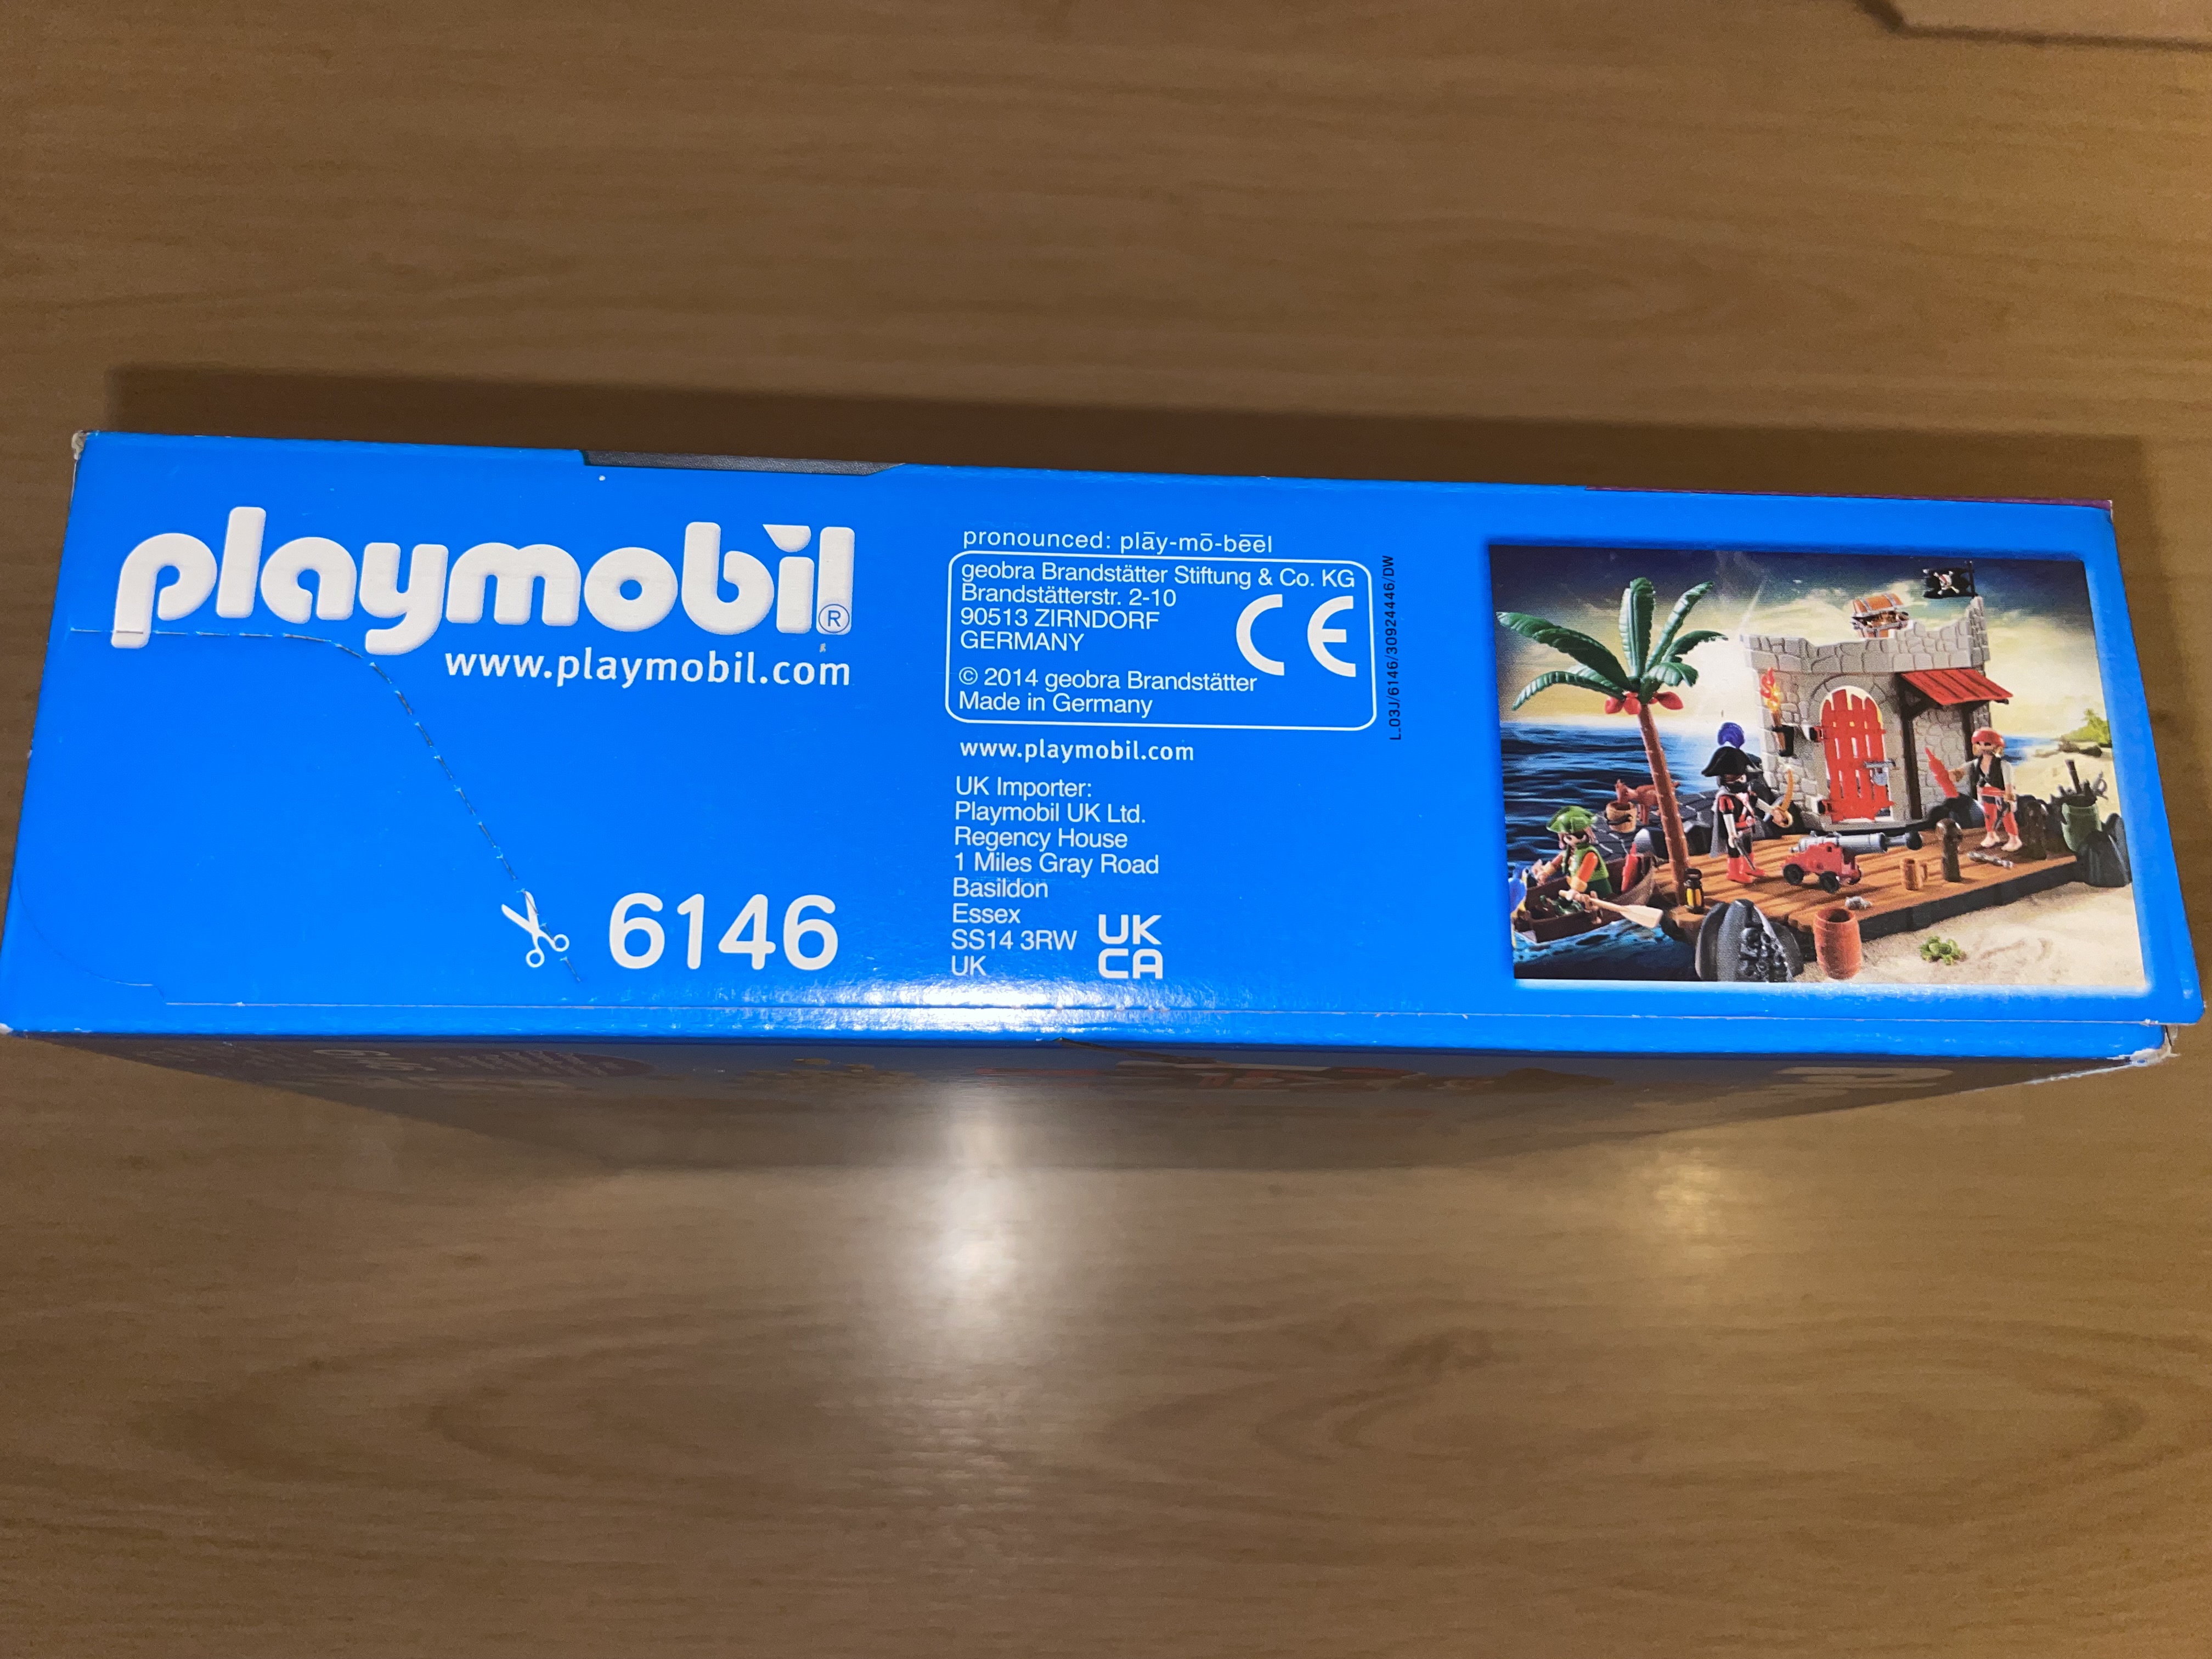 playmobil®
www.playmobil.com
6146
pronounced: plāy-mō-bēēl
geobra Brandstätter Stiftung & Co. KG
Brandstätterstr. 2-10
90513 ZIRNDORF
GERMANY
CE
© 2014 geobra Brandstätter
Made in Germany
L.03J/6146/30924446/DW
www.playmobil.com
UK Importer:
Playmobil UK Ltd.
Regency House
1 Miles Gray Road
Basildon
Essex
SS14 3RW
UK
UK
CA